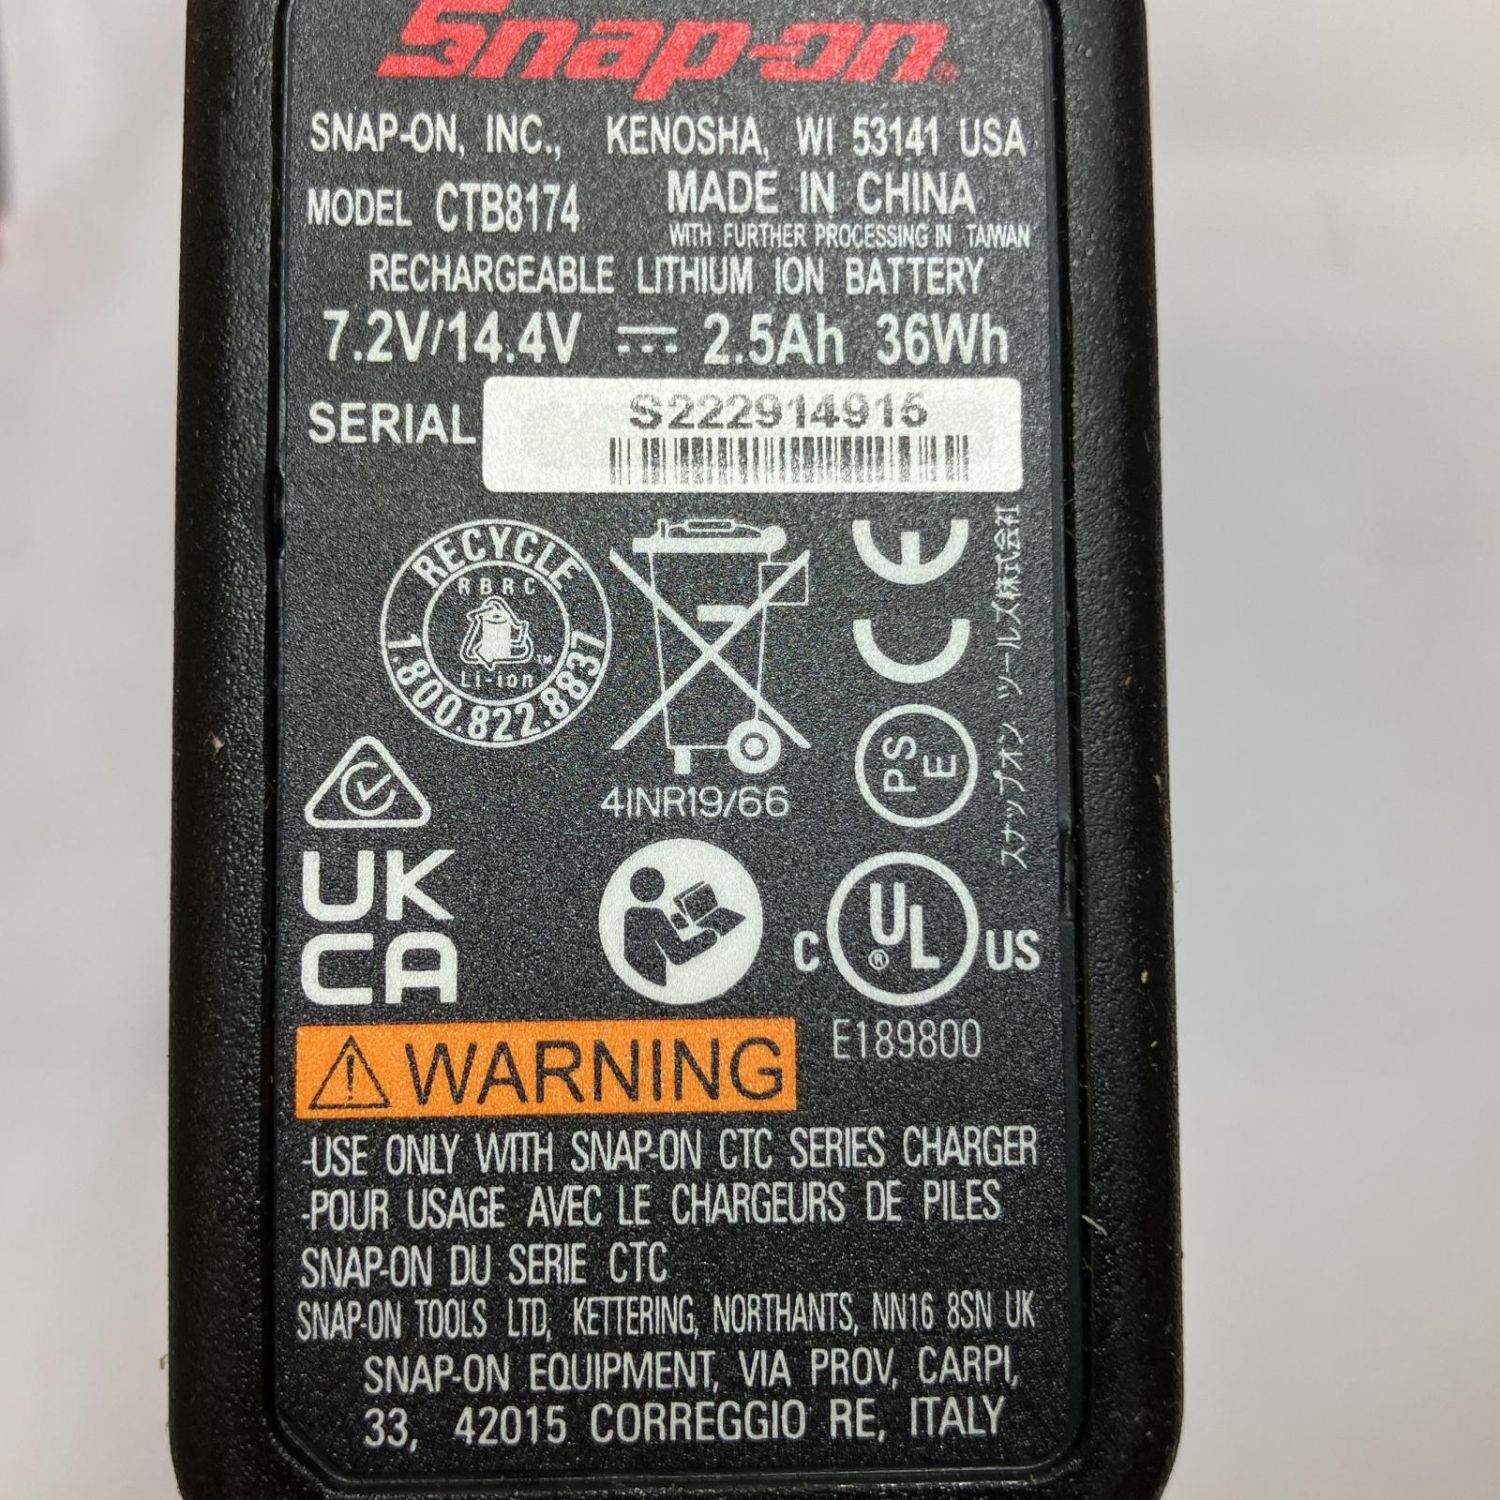 Snap-on®
SNAP-ON, INC., KENOSHA, WI 53141 USA
MODEL CTB8174 MADE IN CHINA
WITH FURTHER PROCESSING IN TAIWAN
RECHARGEABLE LITHIUM ION BATTERY
7.2V/14.4V 2.5Ah 36Wh
SERIAL S222914915
RECYCLE
RBRC
Li-ion™
1.800.822.8837
4INR19/66
CE
PSE
スナップオン ツールズ株式会社
UK
CA
C UL® US
E189800
WARNING
-USE ONLY WITH SNAP-ON CTC SERIES CHARGER
-POUR USAGE AVEC LE CHARGEURS DE PILES
SNAP-ON DU SERIE CTC
SNAP-ON TOOLS LTD, KETTERING, NORTHANTS, NN16 8SN UK
SNAP-ON EQUIPMENT, VIA PROV, CARPI,
33, 42015 CORREGGIO RE, ITALY